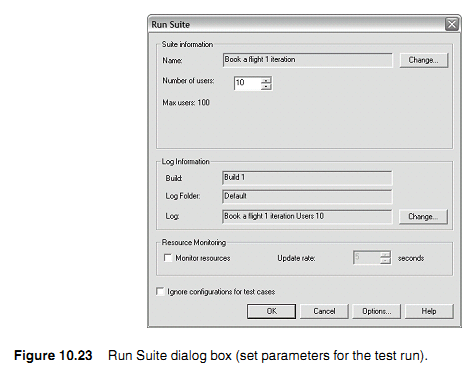 Run Suite
Suite information
Name: Book a flight 1 iteration Change...
Number of users: 10
Max users: 100
Log Information
Build: Build 1
Log Folder: Default
Log: Book a flight 1 iteration Users 10 Change...
Resource Monitoring
Monitor resources Update rate: 5 seconds
Ignore configurations for test cases
OK Cancel Options... Help
Figure 10.23 Run Suite dialog box (set parameters for the test run).